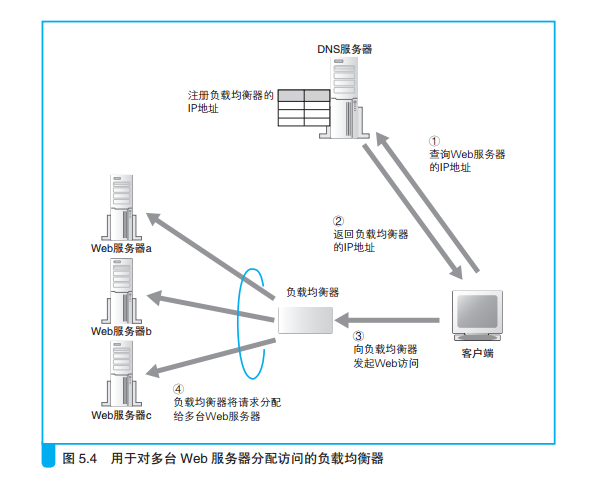 DNS服务器
注册负载均衡器的
IP地址
①
查询Web服务器
的IP地址
②
返回负载均衡器
的IP地址
Web服务器a
负载均衡器
Web服务器b
③
向负载均衡器
发起Web访问
客户端
④
负载均衡器将请求分配
给多台Web服务器
Web服务器c
图 5.4 用于对多台 Web 服务器分配访问的负载均衡器